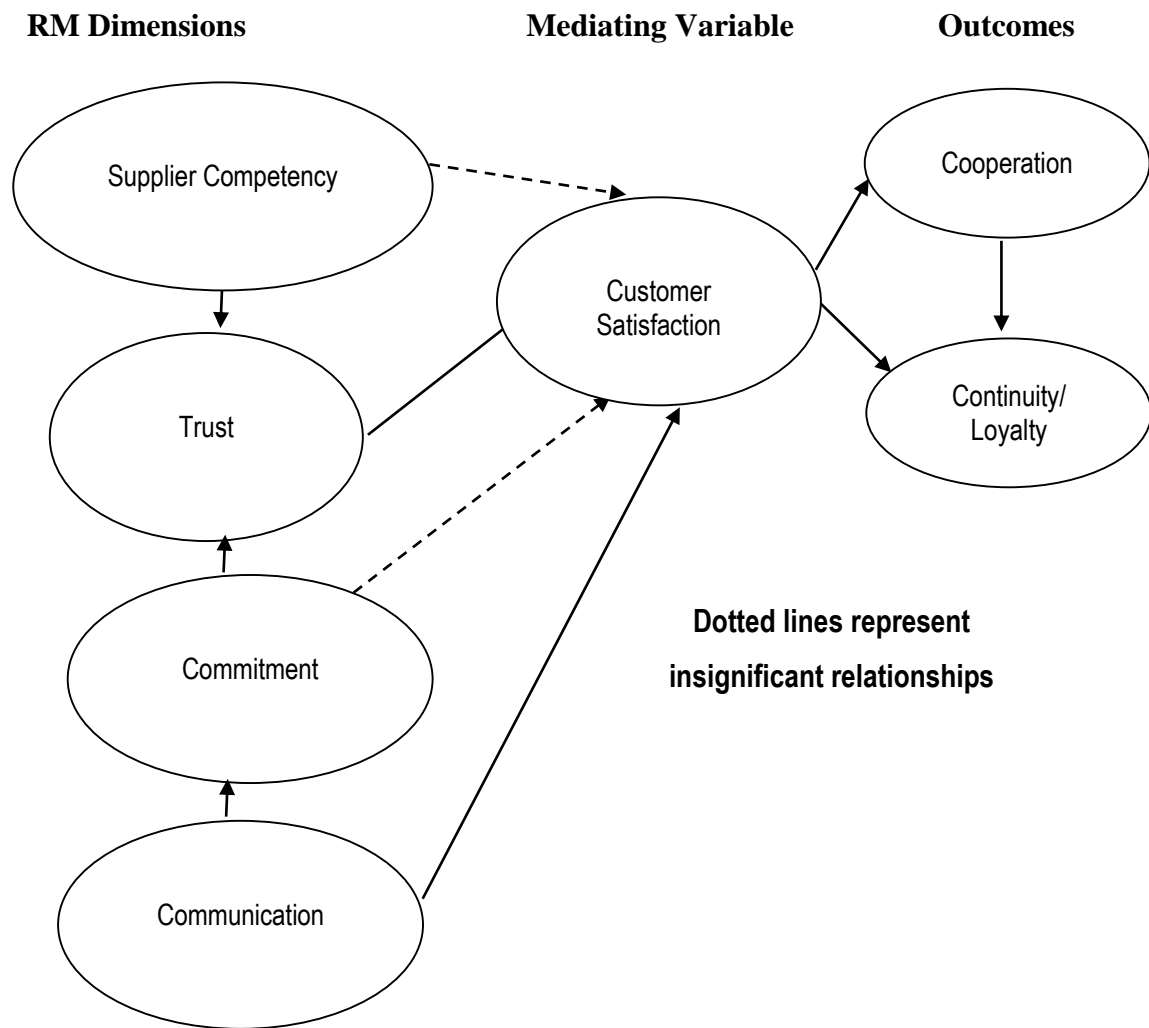 RM Dimensions
Mediating Variable
Outcomes
Supplier Competency
Cooperation
Customer
Satisfaction
Trust
Continuity/
Loyalty
Commitment
Dotted lines represent
insignificant relationships
Communication